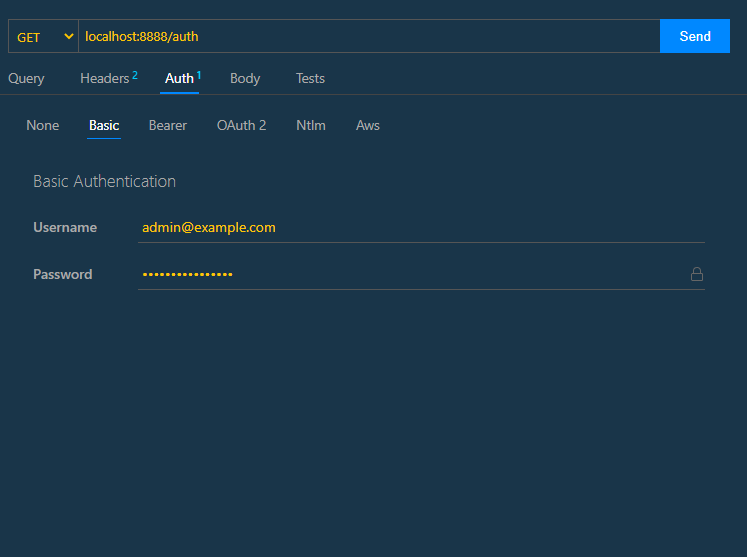 GET localhost:8888/auth Send
Query Headers 2 Auth 1 Body Tests
None Basic Bearer OAuth 2 Ntlm Aws
Basic Authentication
Username admin@example.com
Password ••••••••••••••••